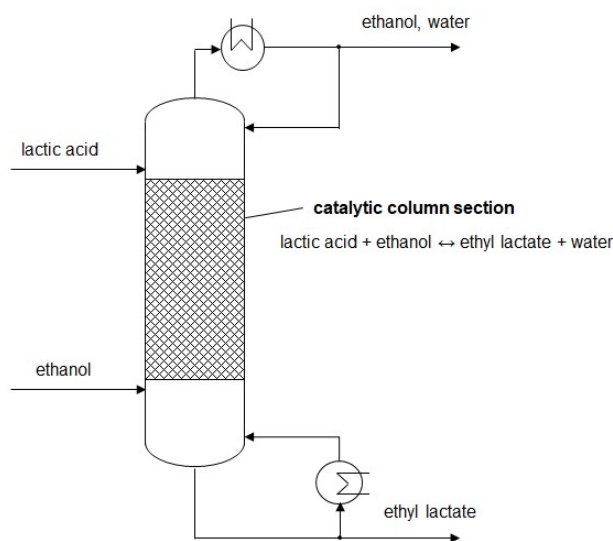 ethanol, water
lactic acid
catalytic column section
lactic acid + ethanol ↔ ethyl lactate + water
ethanol
ethyl lactate